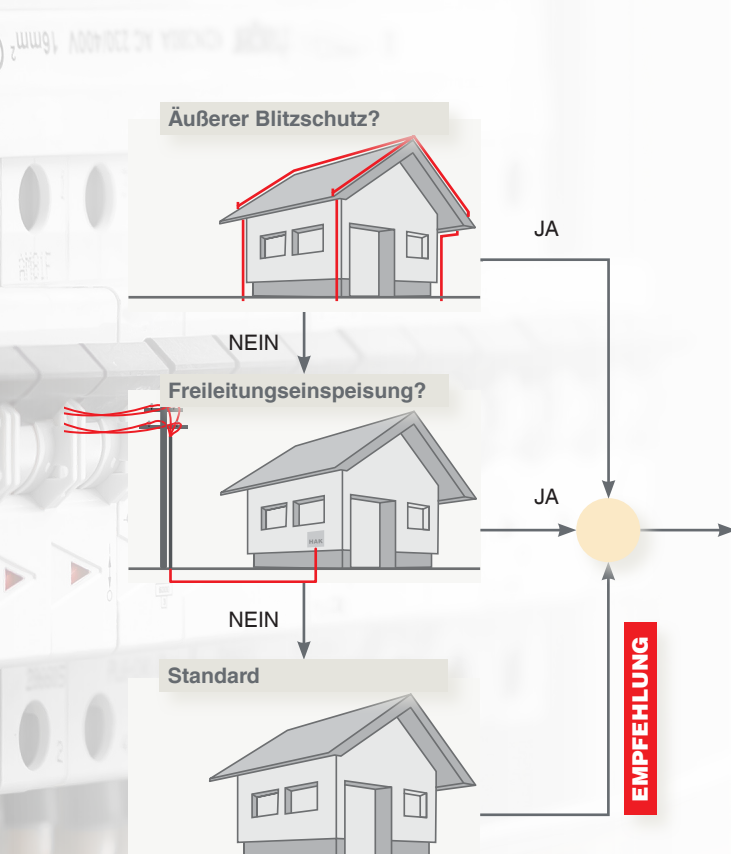 Äußerer Blitzschutz?
JA
NEIN
Freileitungseinspeisung?
JA
HAK
NEIN
EMPFEHLUNG
Standard